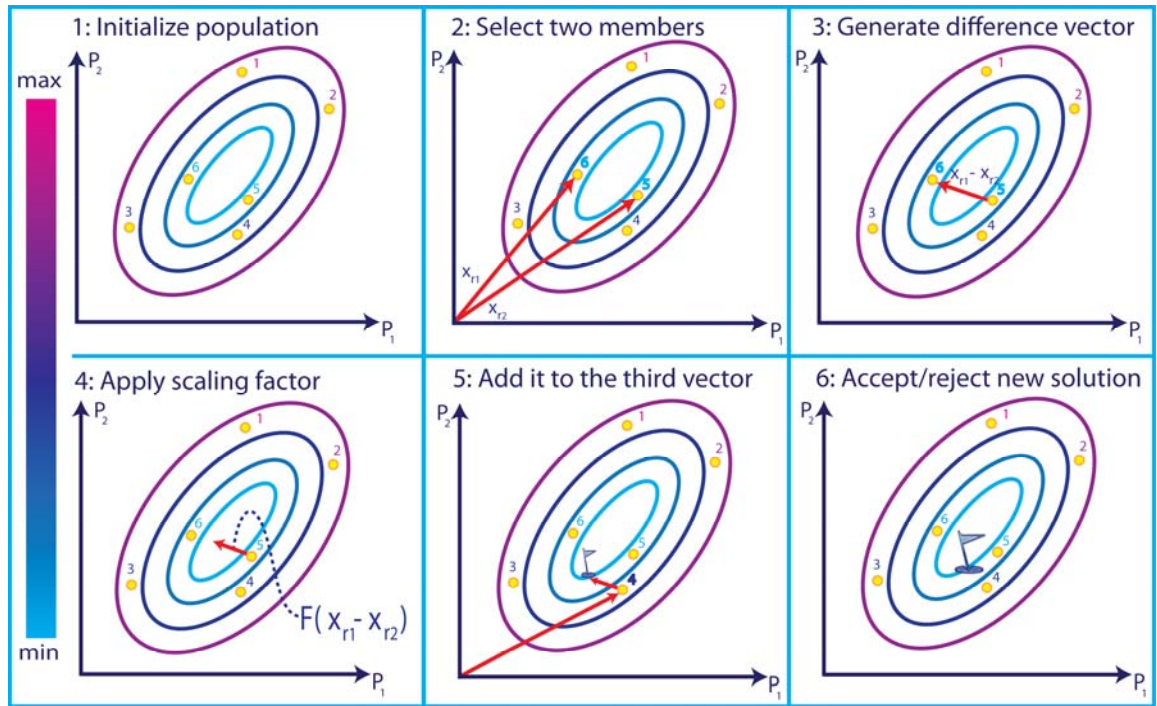 max
min
1: Initialize population
P2
1
2
6
5
3
4
P1
2: Select two members
P2
1
2
6
5
3
4
xr1
xr2
P1
3: Generate difference vector
P2
1
2
6
xr1 - xr2
5
3
4
P1
4: Apply scaling factor
P2
1
2
6
5
3
4
F(xr1- xr2)
P1
5: Add it to the third vector
P2
1
2
6
5
3
4
P1
6: Accept/reject new solution
P2
1
2
6
5
3
4
P1